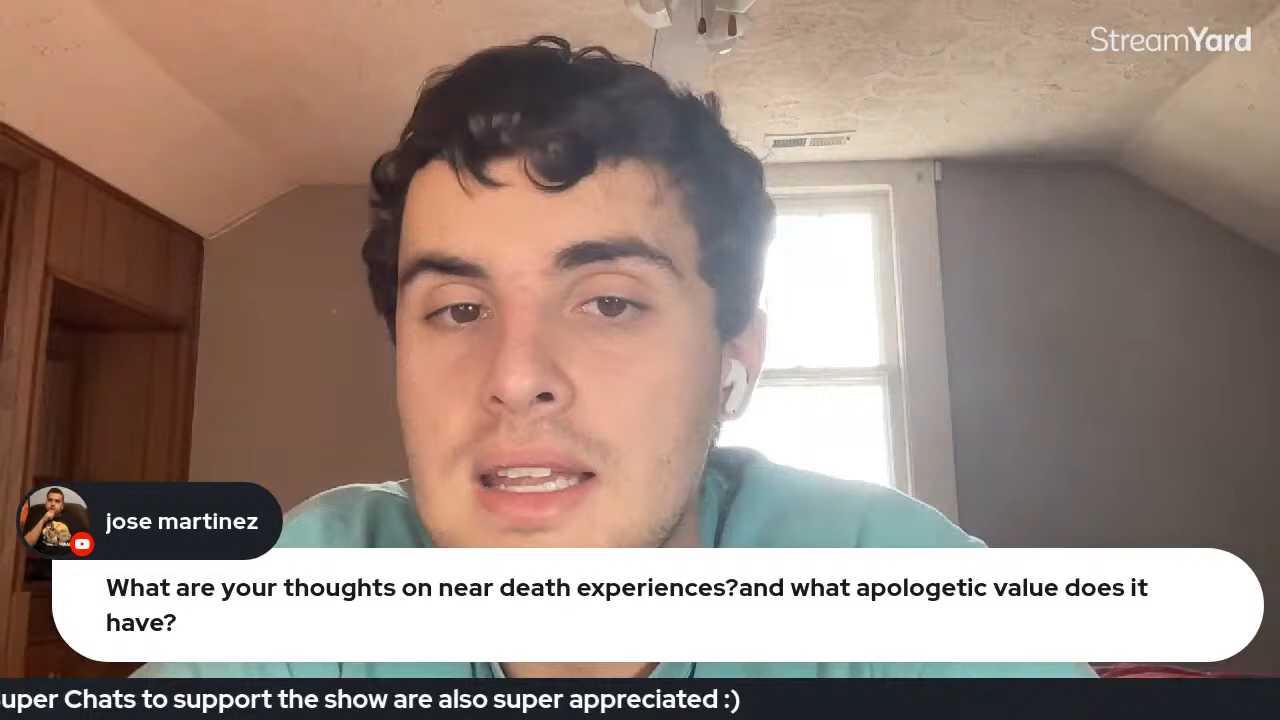 StreamYard
jose martinez
What are your thoughts on near death experiences?and what apologetic value does it
have?
uper Chats to support the show are also super appreciated :)